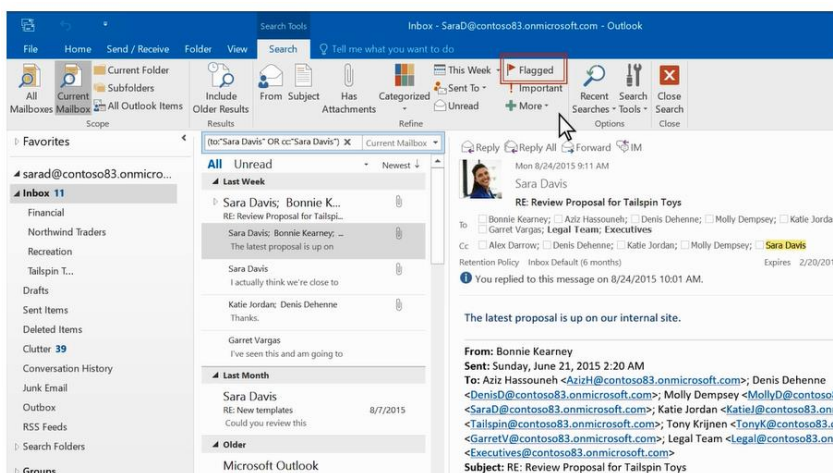 Search Tools
Inbox - SaraD@contoso83.onmicrosoft.com - Outlook
File Home Send / Receive Folder View Search Tell me what you want to do
All Mailboxes
Current Mailbox
Current Folder
Subfolders
All Outlook Items
Scope
Include Older Results
Results
From
Subject
Has Attachments
Categorized
This Week
Sent To
Unread
Flagged
Important
More
Refine
Recent Searches
Search Tools
Options
Close Search
Close
Favorites
sarad@contoso83.onmicro...
Inbox 11
Financial
Northwind Traders
Recreation
Tailspin T...
Drafts
Sent Items
Deleted Items
Clutter 39
Conversation History
Junk Email
Outbox
RSS Feeds
Search Folders
Groups
(to:"Sara Davis" OR cc:"Sara Davis") X Current Mailbox
All Unread Newest ↓
Last Week
Sara Davis; Bonnie K...
RE: Review Proposal for Tailspi...
Sara Davis; Bonnie Kearney; ...
The latest proposal is up on
Sara Davis
I actually think we're close to
Katie Jordan; Denis Dehenne
Thanks.
Garret Vargas
I've seen this and am going to
Last Month
Sara Davis
RE: New templates 8/7/2015
Could you review this
Older
Microsoft Outlook
Reply Reply All Forward IM
Mon 8/24/2015 9:11 AM
Sara Davis
RE: Review Proposal for Tailspin Toys
To Bonnie Kearney; Aziz Hassouneh; Denis Dehenne; Molly Dempsey; Katie Jorda
Garret Vargas; Legal Team; Executives
Cc Alex Darrow; Denis Dehenne; Katie Jordan; Molly Dempsey; Sara Davis
Retention Policy Inbox Default (6 months) Expires 2/20/201
You replied to this message on 8/24/2015 10:01 AM.
The latest proposal is up on our internal site.
From: Bonnie Kearney
Sent: Sunday, June 21, 2015 2:20 AM
To: Aziz Hassouneh <AzizH@contoso83.onmicrosoft.com>; Denis Dehenne
<DenisD@contoso83.onmicrosoft.com>; Molly Dempsey <MollyD@contoso8
<SaraD@contoso83.onmicrosoft.com>; Katie Jordan <KatieJ@contoso83.on
<Tailspin@contoso83.onmicrosoft.com>; Tony Krijnen <TonyK@contoso83.
<GarretV@contoso83.onmicrosoft.com>; Legal Team <Legal@contoso83.on
<Executives@contoso83.onmicrosoft.com>
Subject: RE: Review Proposal for Tailspin Toys